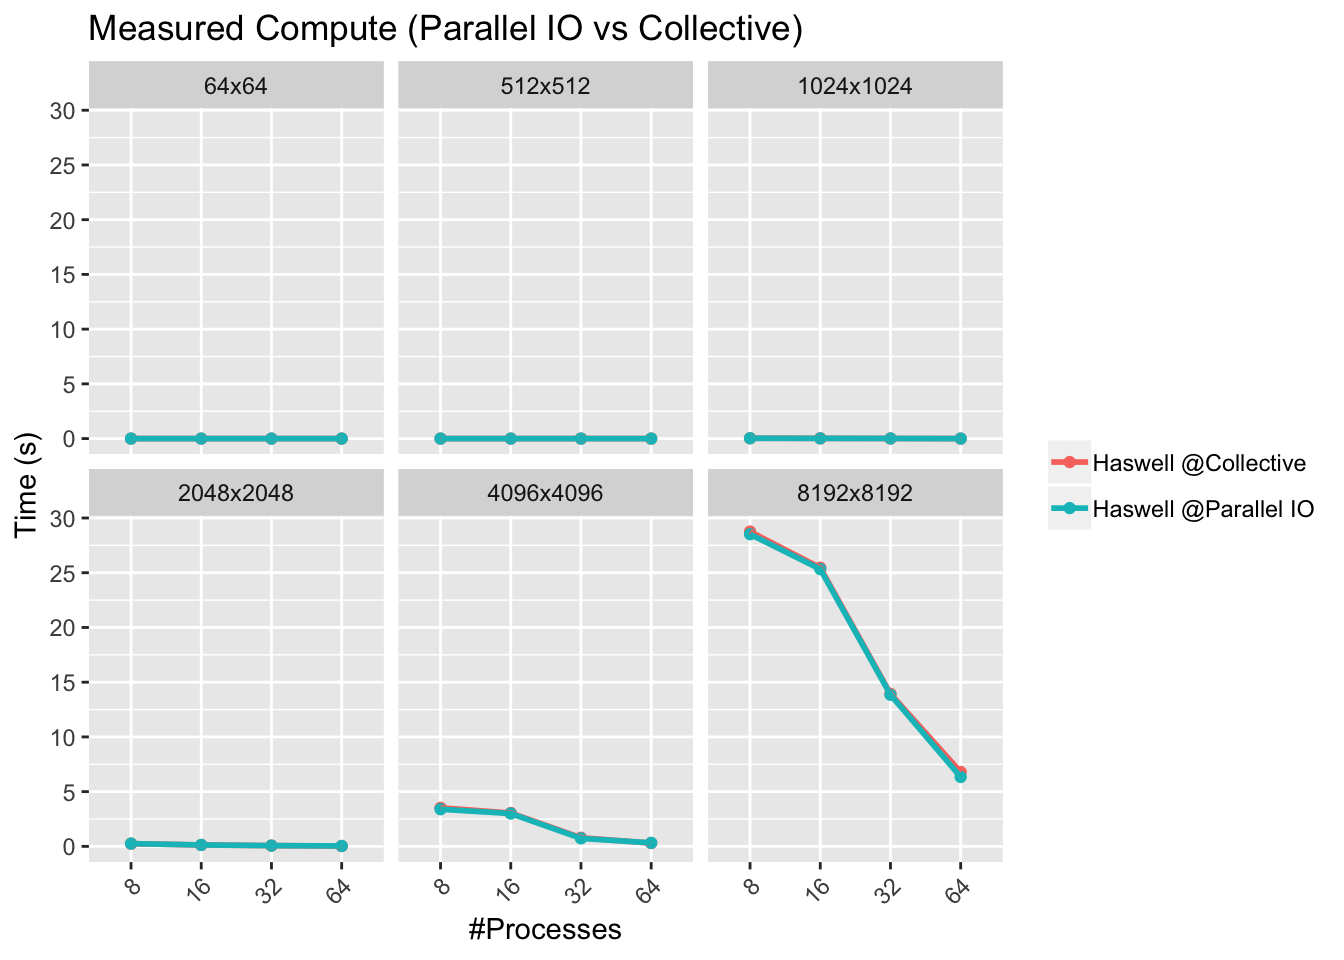 Measured Compute (Parallel IO vs Collective)
64x64
512x512
1024x1024
30
25
20
15
10
5
0
Time (s)
2048x2048
4096x4096
8192x8192
30
25
20
15
10
5
0
8
16
32
64
8
16
32
64
8
16
32
64
#Processes
Haswell @Collective
Haswell @Parallel IO